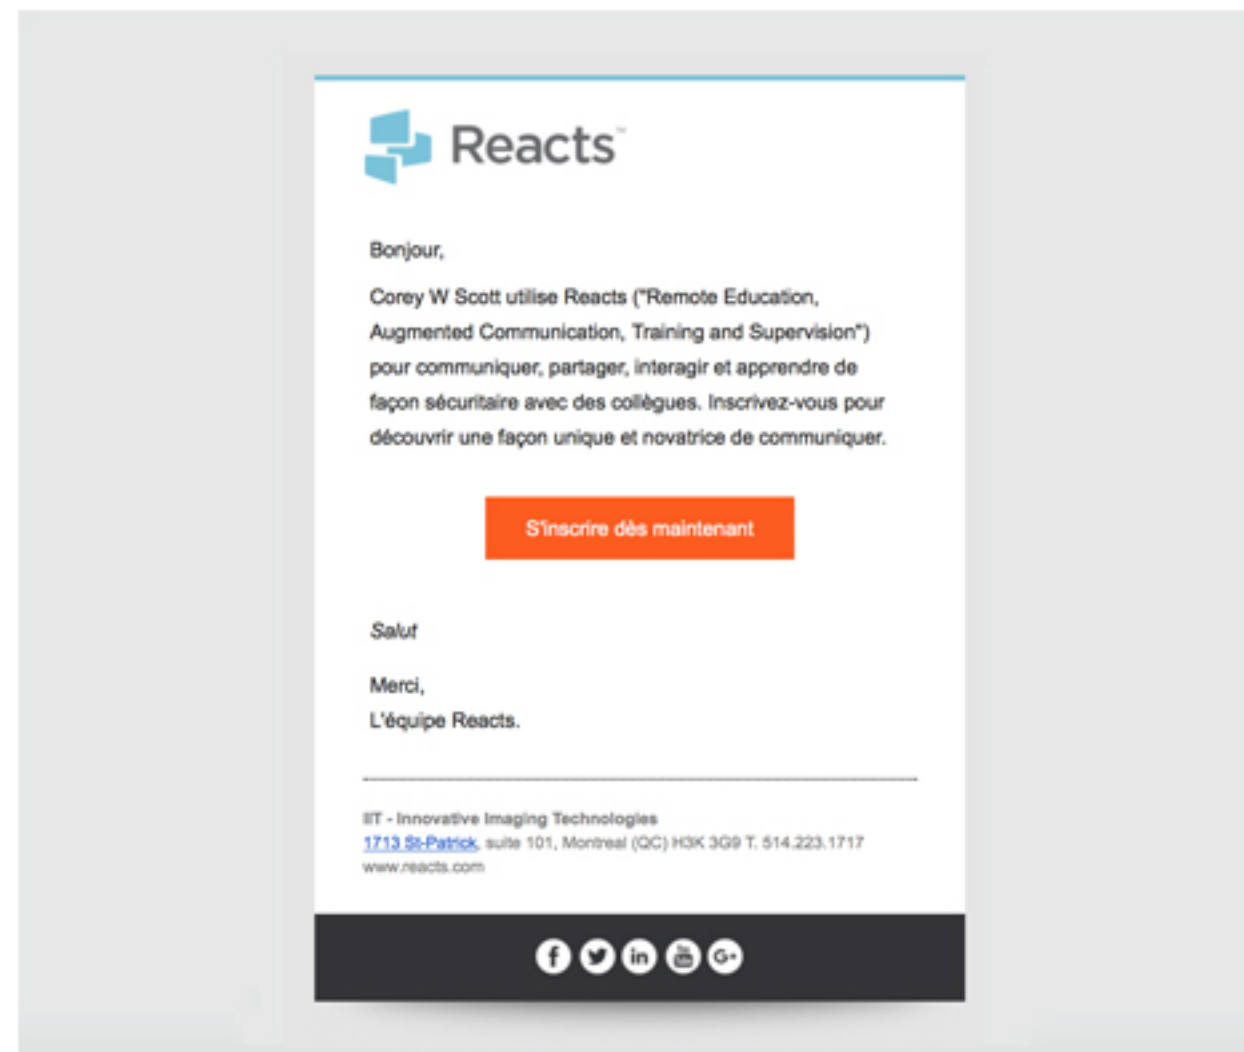 Reacts™
Bonjour,
Corey W Scott utilise Reacts ("Remote Education,
Augmented Communication, Training and Supervision")
pour communiquer, partager, interagir et apprendre de
façon sécuritaire avec des collègues. Inscrivez-vous pour
découvrir une façon unique et novatrice de communiquer.
S'inscrire dès maintenant
Salut
Merci,
L'équipe Reacts.
IIT - Innovative Imaging Technologies
1713 St-Patrick, suite 101, Montreal (QC) H3K 3G9 T. 514.223.1717
www.reacts.com